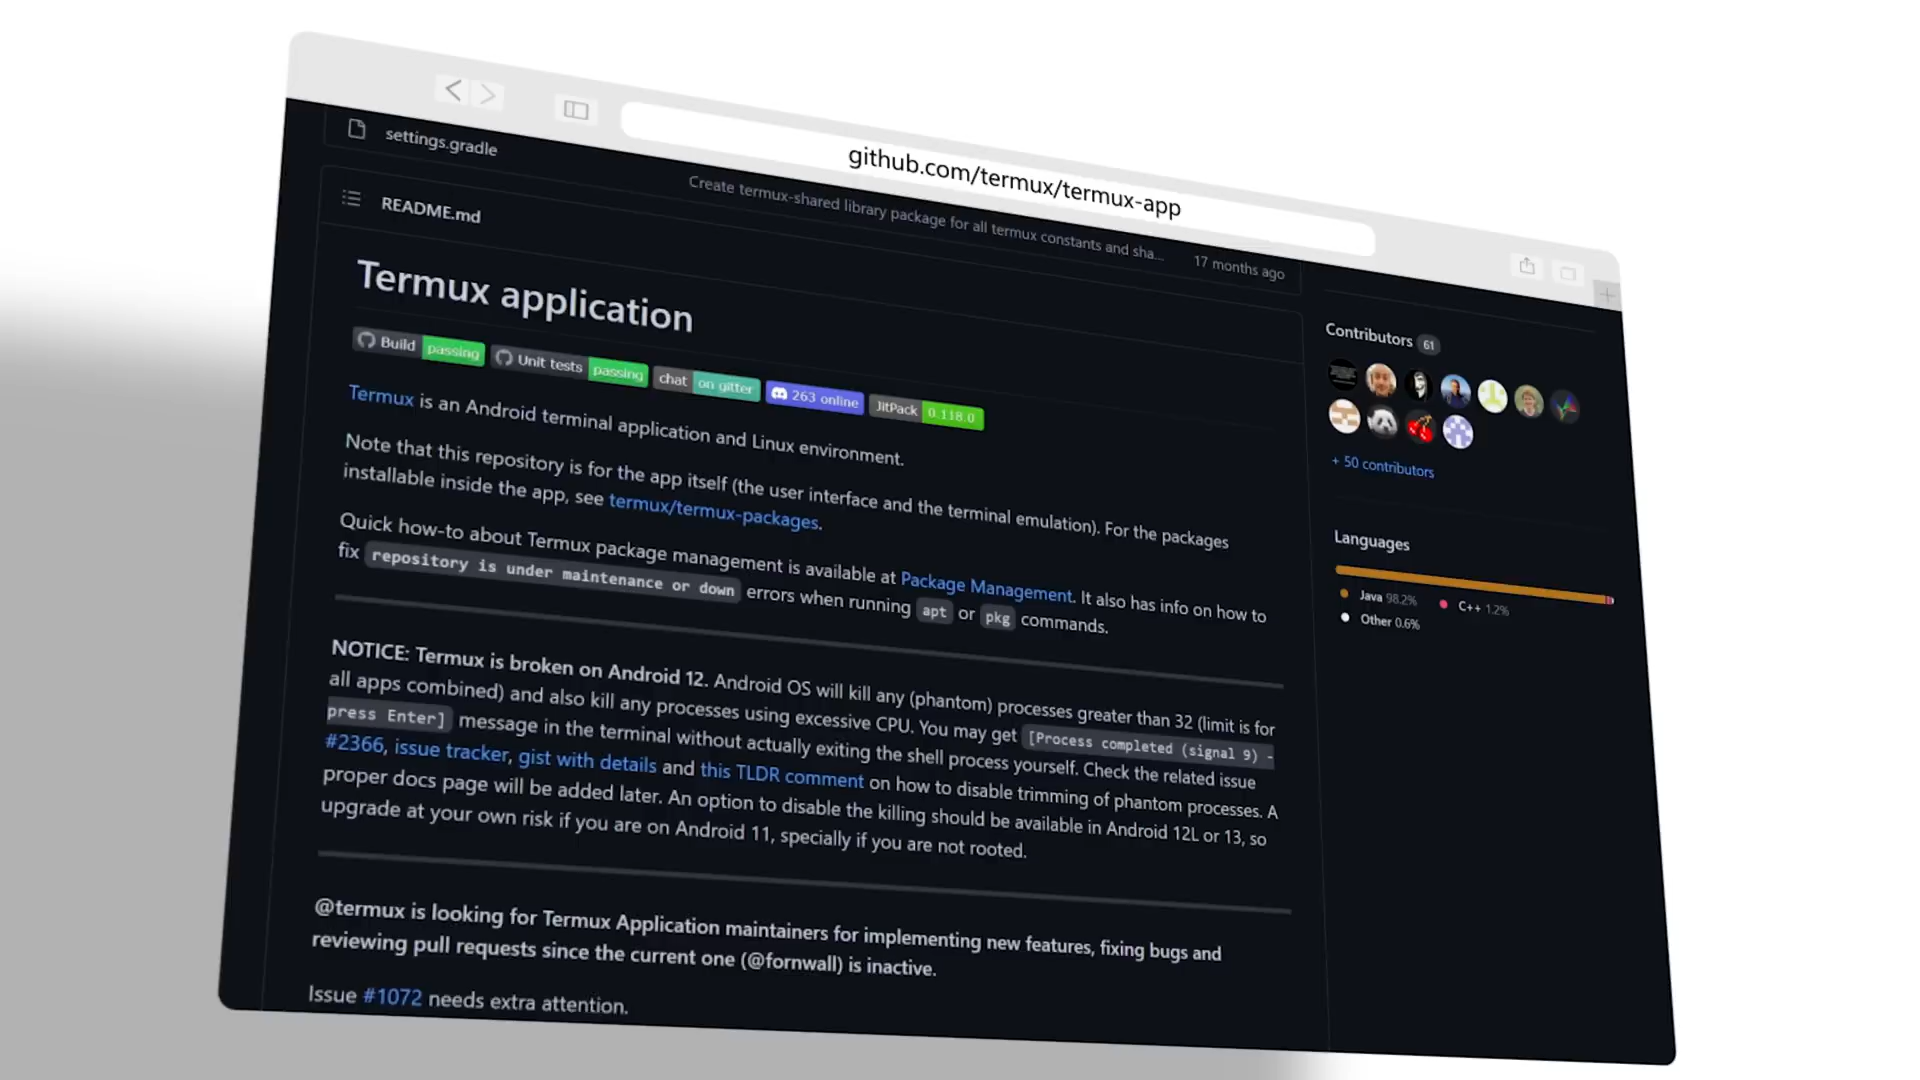 github.com/termux/termux-app
settings.gradle
Create termux-shared library package for all termux constants and sha...
17 months ago
README.md
Termux application
Build passing
Unit tests passing
chat on gitter
263 online
JitPack 0.118.0
Termux is an Android terminal application and Linux environment.
Note that this repository is for the app itself (the user interface and the terminal emulation). For the packages
installable inside the app, see termux/termux-packages.
Quick how-to about Termux package management is available at Package Management. It also has info on how to
fix repository is under maintenance or down errors when running apt or pkg commands.
NOTICE: Termux is broken on Android 12. Android OS will kill any (phantom) processes greater than 32 (limit is for
all apps combined) and also kill any processes using excessive CPU. You may get [Process completed (signal 9) -
press Enter] message in the terminal without actually exiting the shell process yourself. Check the related issue
#2366, issue tracker, gist with details and this TLDR comment on how to disable trimming of phantom processes. A
proper docs page will be added later. An option to disable the killing should be available in Android 12L or 13, so
upgrade at your own risk if you are on Android 11, specially if you are not rooted.
@termux is looking for Termux Application maintainers for implementing new features, fixing bugs and
reviewing pull requests since the current one (@fornwall) is inactive.
Issue #1072 needs extra attention.
Contributors 61
+ 50 contributors
Languages
Java 98.2%
C++ 1.2%
Other 0.6%